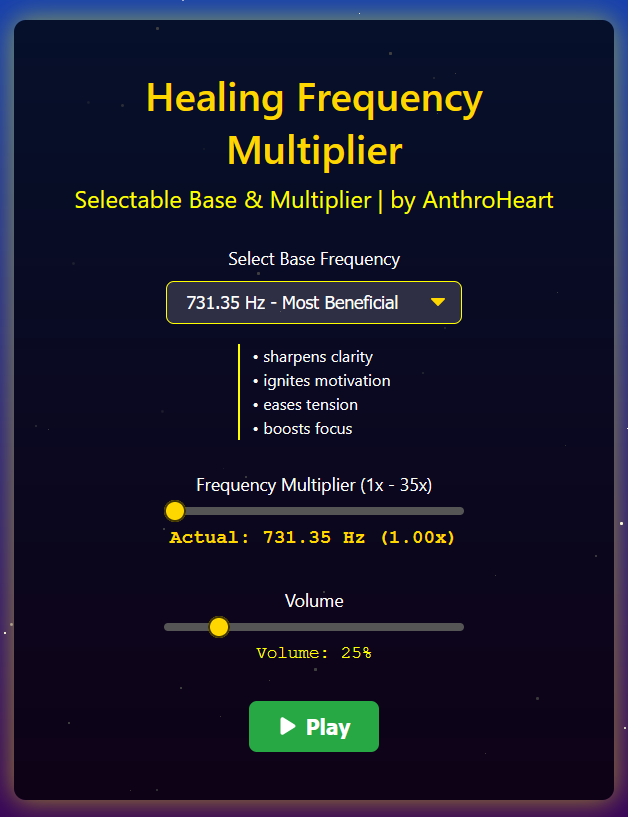 Healing Frequency
Multiplier
Selectable Base & Multiplier | by AnthroHeart
Select Base Frequency
731.35 Hz - Most Beneficial
• sharpens clarity
• ignites motivation
• eases tension
• boosts focus
Frequency Multiplier (1x - 35x)
Actual: 731.35 Hz (1.00x)
Volume
Volume: 25%
Play